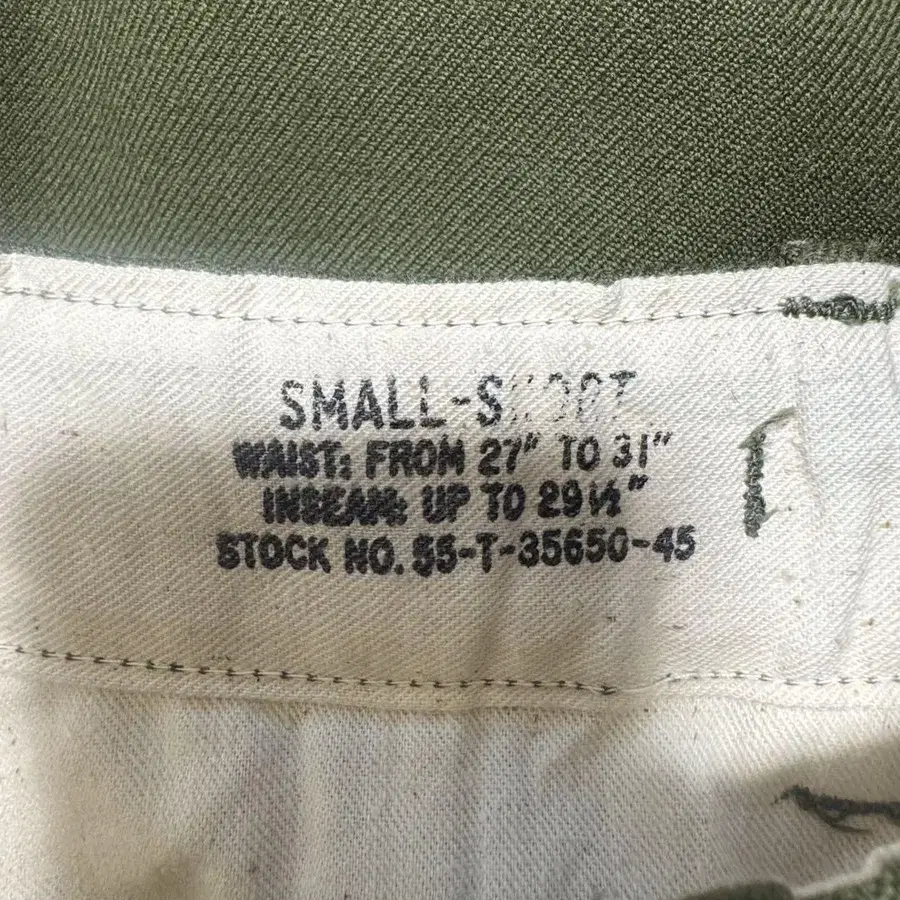 SMALL-SHORT
WAIST: FROM 27" TO 31"
INSEAM: UP TO 29½"
STOCK NO. 55-T-35650-45